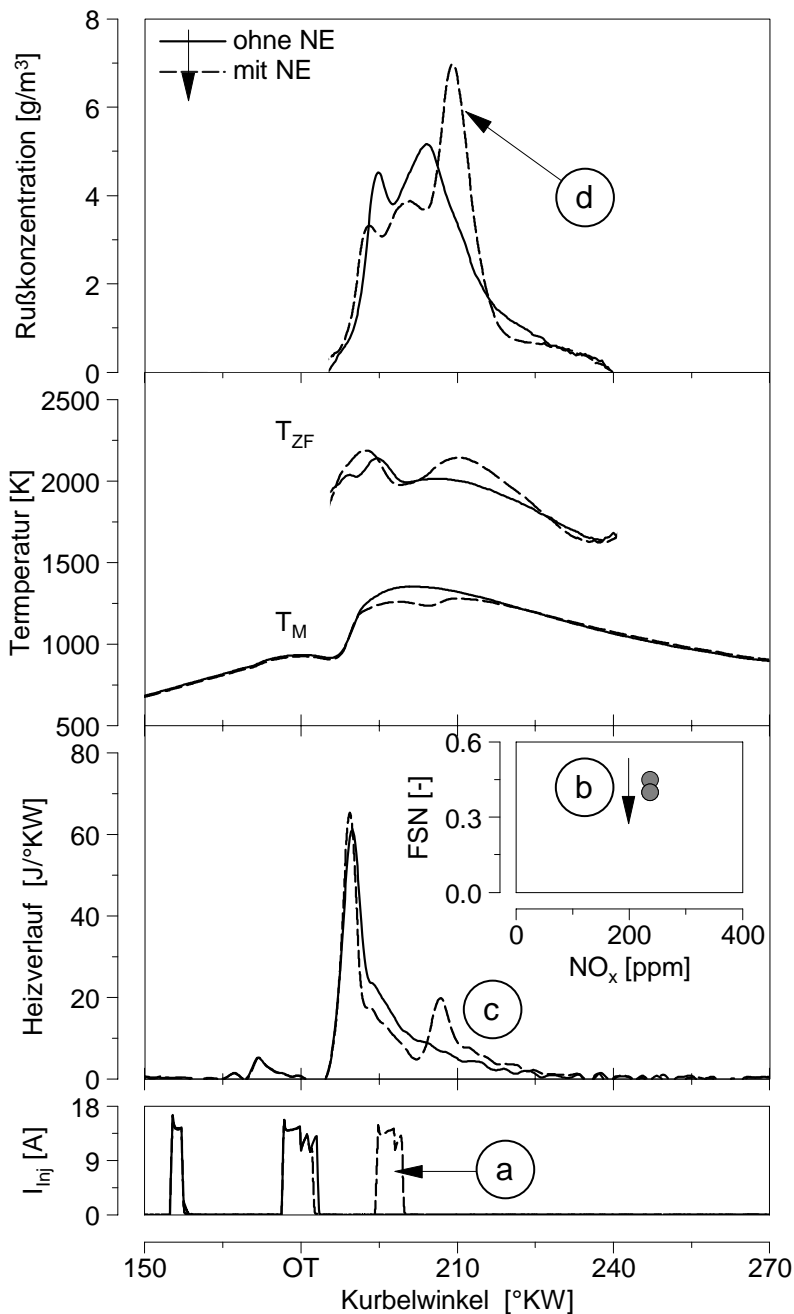 8
6
4
2
0
Rußkonzentration [g/m³]
ohne NE
mit NE
d
2500
2000
1500
1000
500
Termperatur [K]
T_ZF
T_M
80
60
40
20
0
Heizverlauf [J/°KW]
c
0.6
0.3
0.0
FSN [-]
b
0 200 400
NO_x [ppm]
18
9
0
I_Inj [A]
a
150 OT 210 240 270
Kurbelwinkel [°KW]